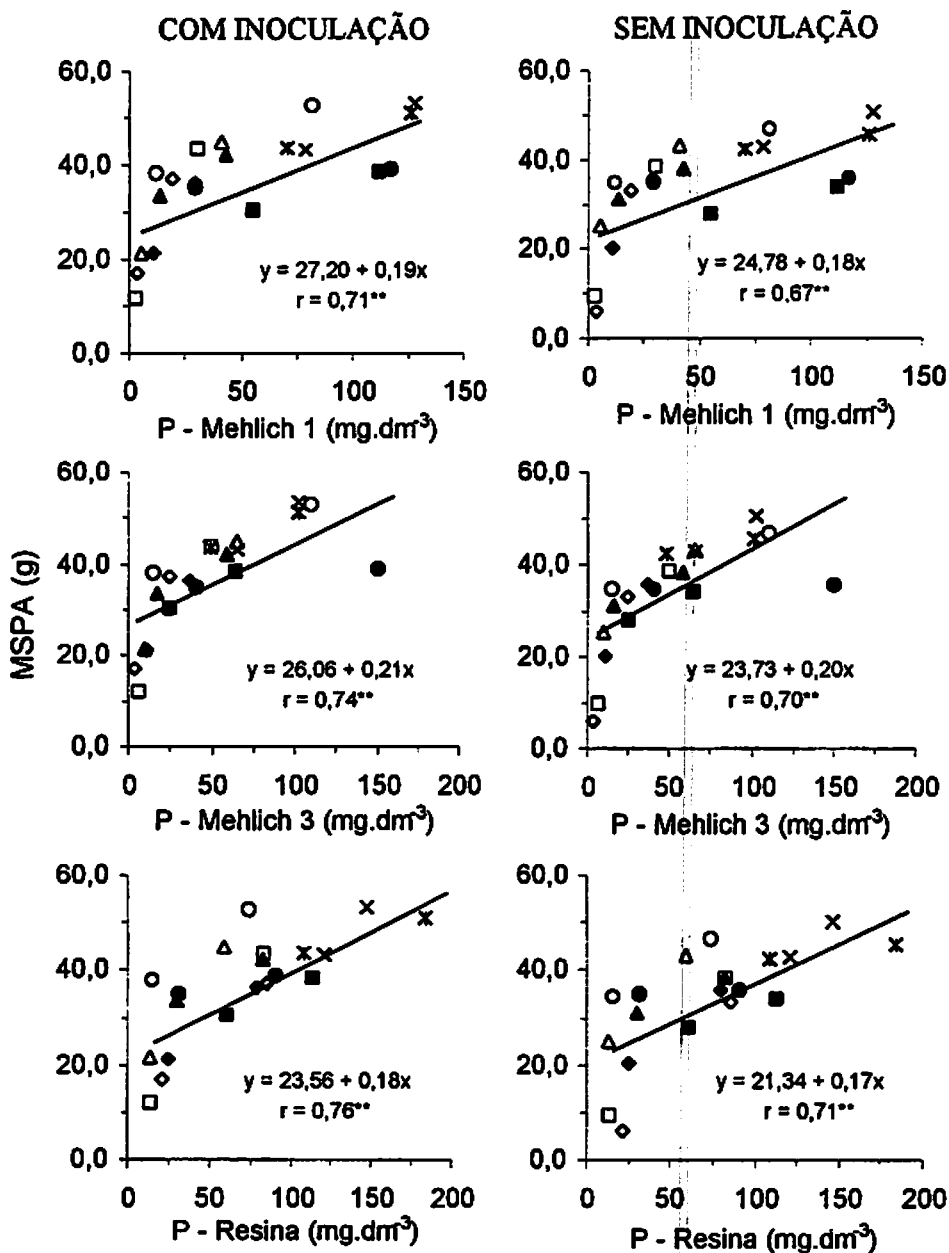 COM INOCULAÇÃO
SEM INOCULAÇÃO
60,0
40,0
20,0
0,0
y = 27,20 + 0,19x
r = 0,71**
0 50 100 150
P - Mehlich 1 (mg.dm⁻³)
60,0
40,0
20,0
0,0
y = 24,78 + 0,18x
r = 0,67**
0 50 100 150
P - Mehlich 1 (mg.dm⁻³)
MSPA (g)
60,0
40,0
20,0
0,0
y = 26,06 + 0,21x
r = 0,74**
0 50 100 150 200
P - Mehlich 3 (mg.dm⁻³)
60,0
40,0
20,0
0,0
y = 23,73 + 0,20x
r = 0,70**
0 50 100 150 200
P - Mehlich 3 (mg.dm⁻³)
60,0
40,0
20,0
0,0
y = 23,56 + 0,18x
r = 0,76**
0 50 100 150 200
P - Resina (mg.dm⁻³)
60,0
40,0
20,0
0,0
y = 21,34 + 0,17x
r = 0,71**
0 50 100 150 200
P - Resina (mg.dm⁻³)